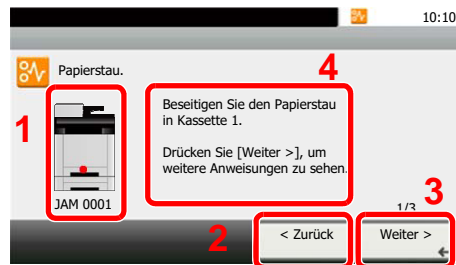 10:10
Papierstau.
4
1
Beseitigen Sie den Papierstau
in Kassette 1.
Drücken Sie [Weiter >], um
weitere Anweisungen zu sehen.
JAM 0001
1/3
3
2
< Zurück
Weiter >